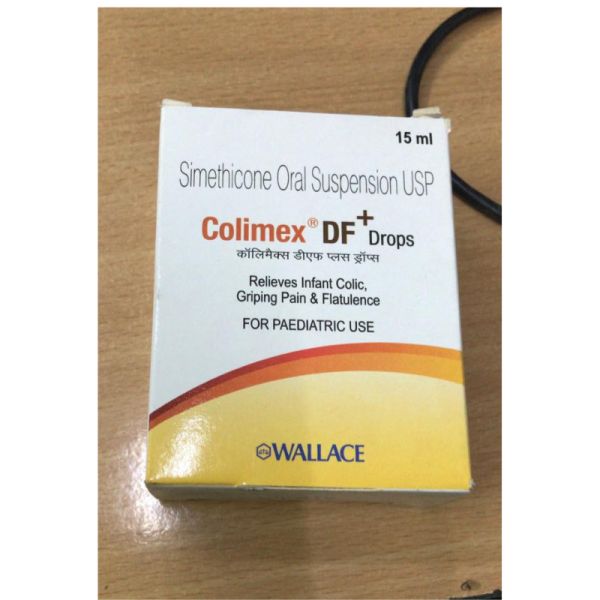 15 ml
Simethicone Oral Suspension USP
Colimex® DF+ Drops
कॉलिमैक्स डीएफ प्लस ड्रॉप्स
Relieves Infant Colic,
Griping Pain & Flatulence
FOR PAEDIATRIC USE
WALLACE